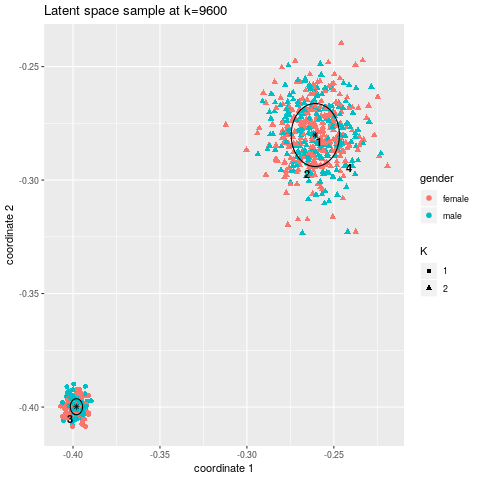 Latent space sample at k=9600
-0.25
-0.30
-0.35
-0.40
coordinate 2
1
2
4
3
-0.40
-0.35
-0.30
-0.25
coordinate 1
gender
female
male
K
1
2